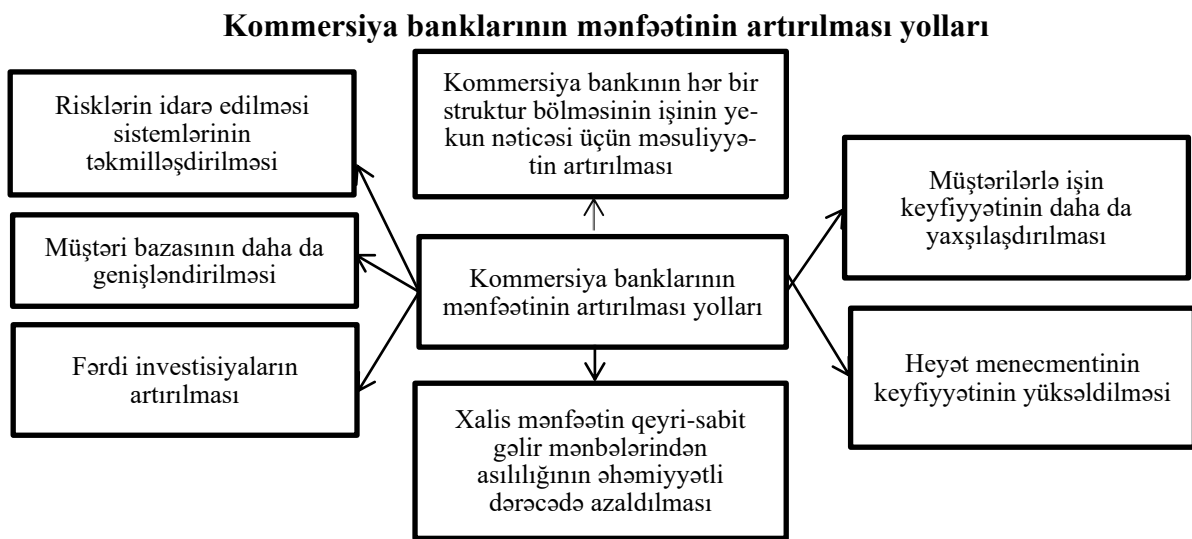 Kommersiya banklarının mənfəətinin artırılması yolları
Risklərin idarə edilməsi
sistemlərinin
təkmilləşdirilməsi
Müştəri bazasının daha da
genişləndirilməsi
Fərdi investisiyaların
artırılması
Kommersiya bankının hər bir
struktur bölməsinin işinin ye-
kun nəticəsi üçün məsuliyyə-
tin artırılması
Kommersiya banklarının
mənfəətinin artırılması yolları
Xalis mənfəətin qeyri-sabit
gəlir mənbələrindən
asılılığının əhəmiyyətli
dərəcədə azaldılması
Müştərilərlə işin
keyfiyyətinin daha da
yaxşılaşdırılması
Heyət menecmentinin
keyfiyyətinin yüksəldilməsi